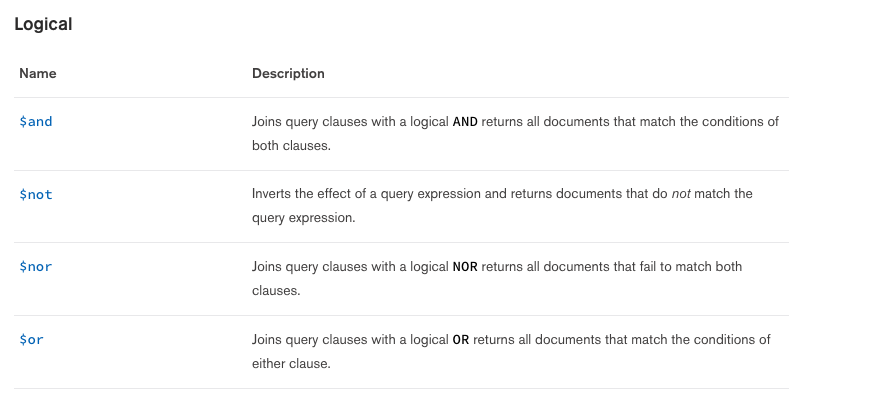 Logical
Name Description
$and Joins query clauses with a logical AND returns all documents that match the conditions of
both clauses.
$not Inverts the effect of a query expression and returns documents that do not match the
query expression.
$nor Joins query clauses with a logical NOR returns all documents that fail to match both
clauses.
$or Joins query clauses with a logical OR returns all documents that match the conditions of
either clause.